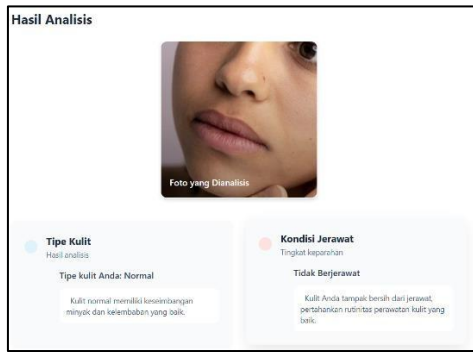 Hasil Analisis
Foto yang Dianalisis
Tipe Kulit
Hasil analisis
Tipe kulit Anda: Normal
Kulit normal memiliki keseimbangan
minyak dan kelembaban yang baik.
Kondisi Jerawat
Tingkat keparahan
Tidak Berjerawat
Kulit Anda tampak bersih dari jerawat,
pertahankan rutinitas perawatan kulit yang
baik.